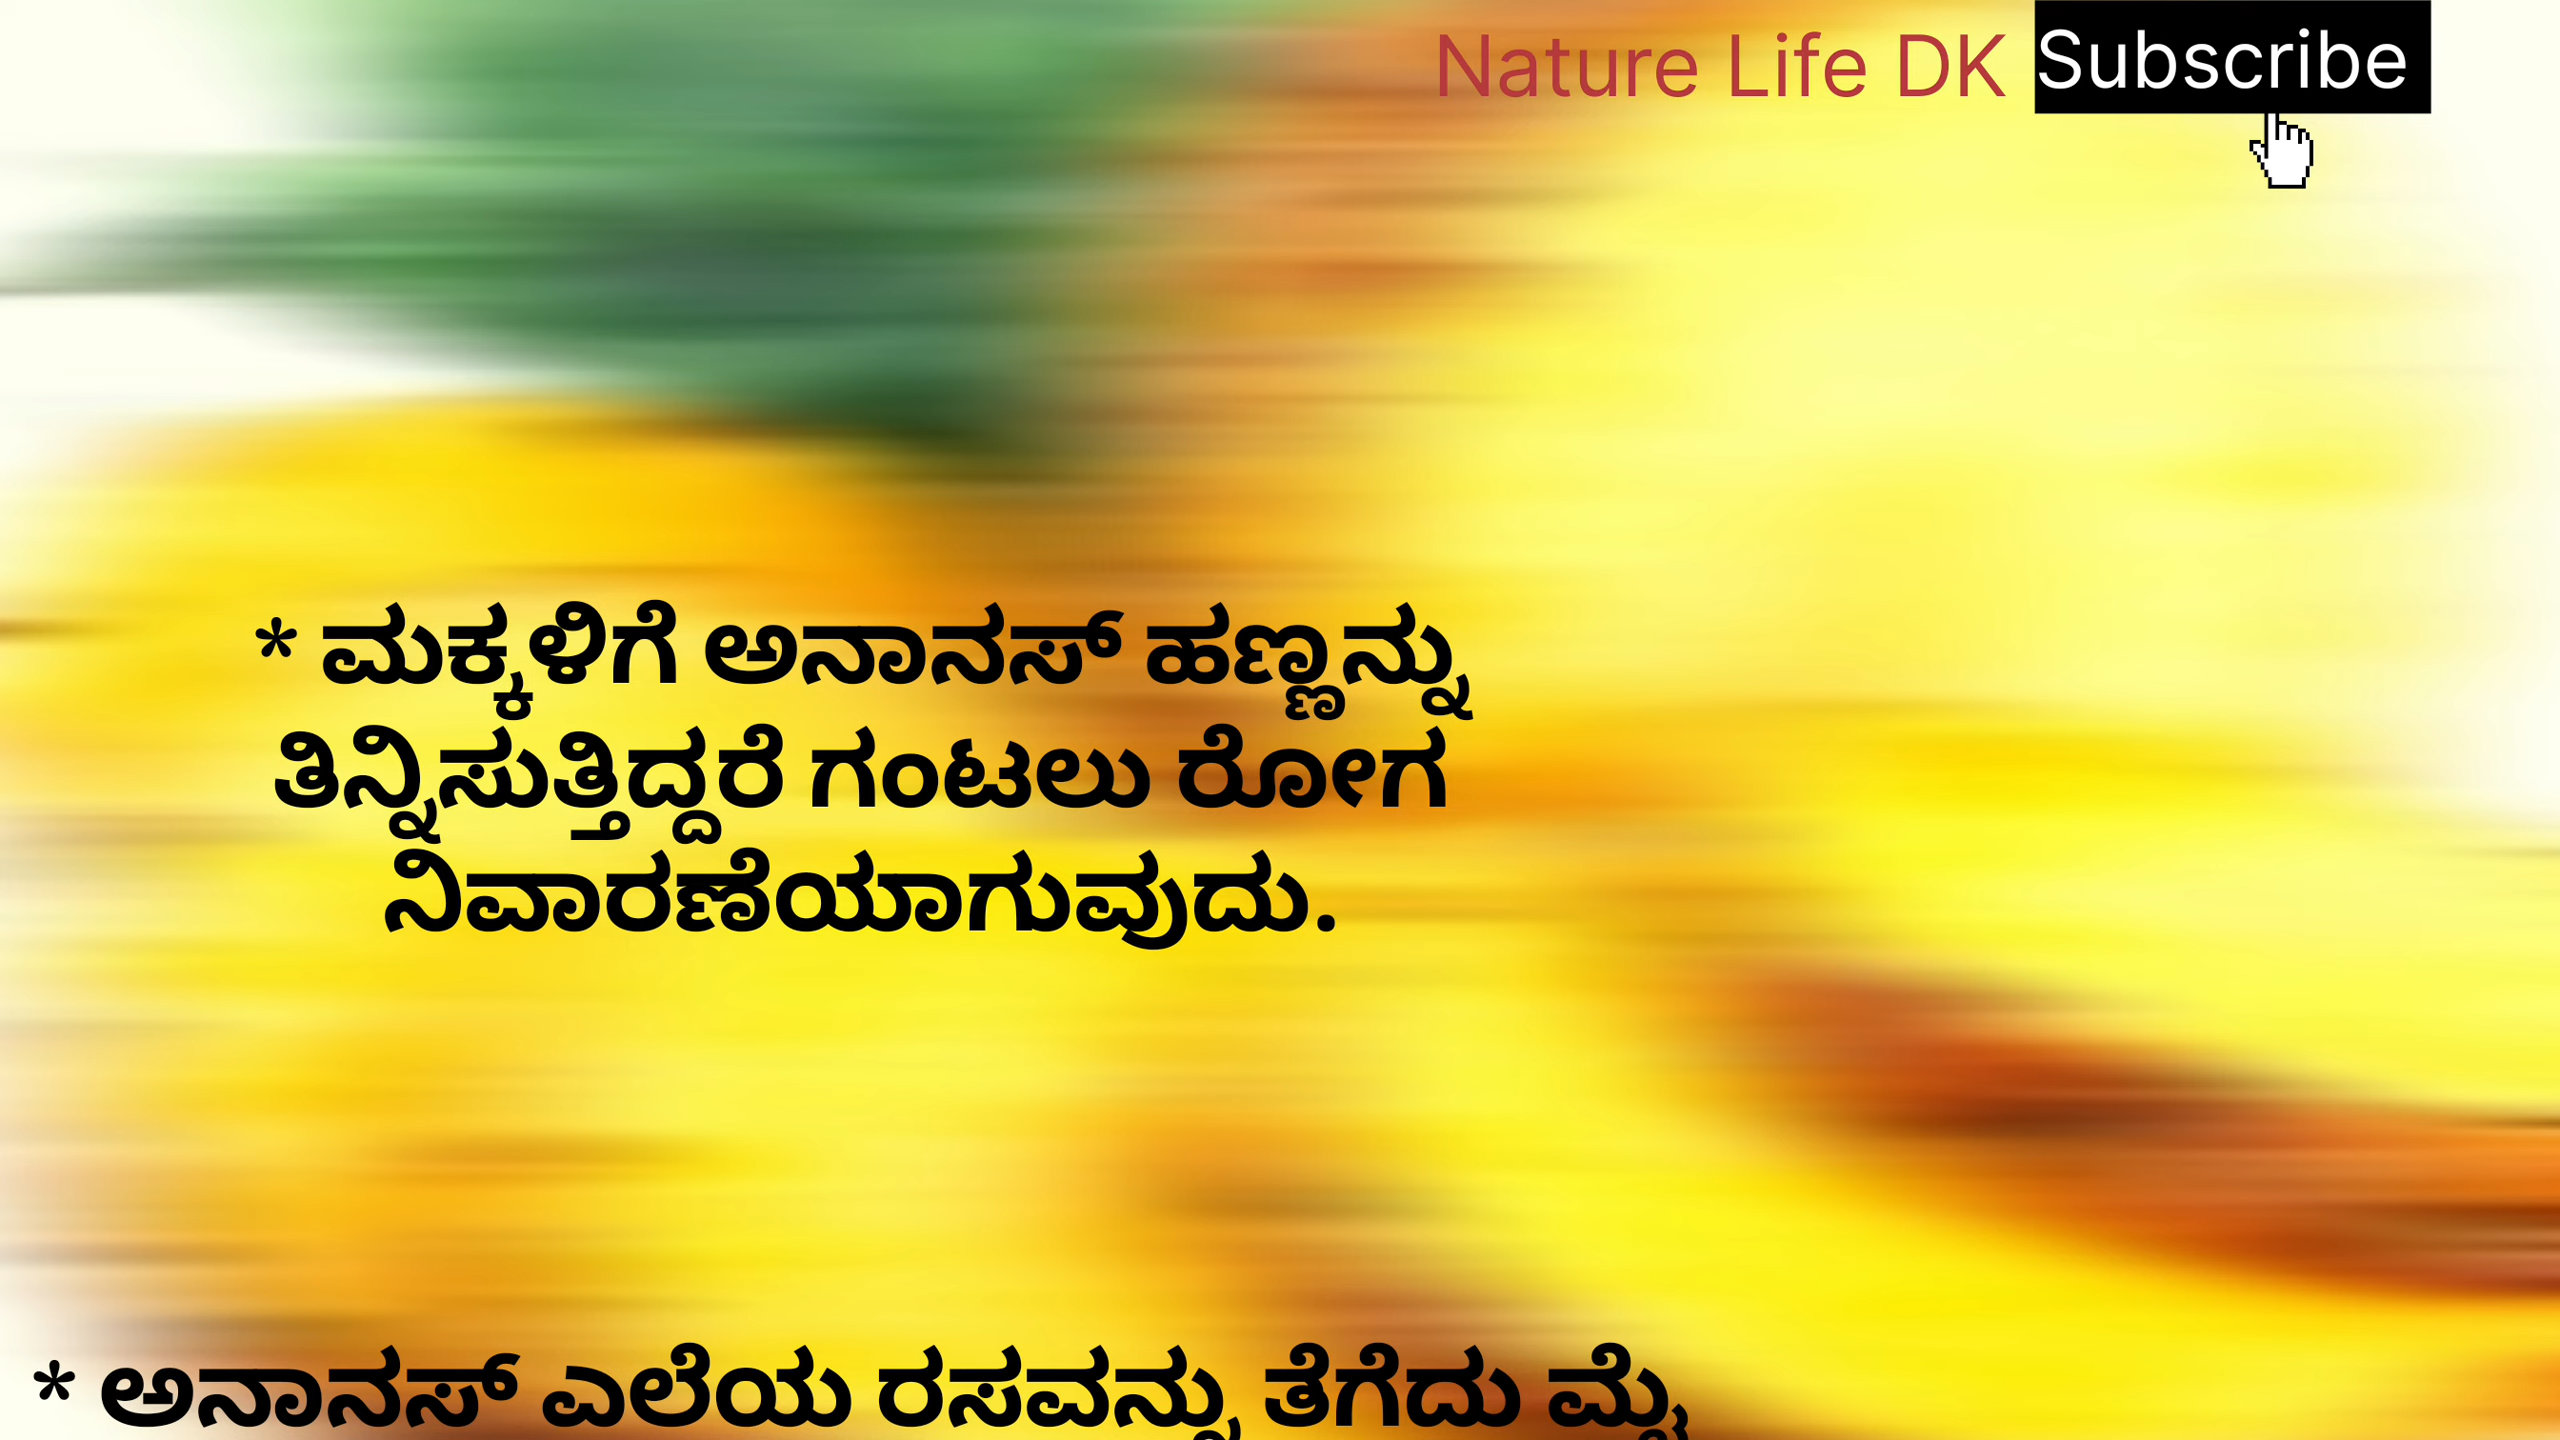 Nature Life DK Subscribe
* ಮಕ್ಕಳಿಗೆ ಅನಾನಸ್ ಹಣ್ಣನ್ನು
ತಿನ್ನಿಸುತ್ತಿದ್ದರೆ ಗಂಟಲು ರೋಗ
ನಿವಾರಣೆಯಾಗುವುದು.
* ಅನಾನಸ್ ಎಲೆಯ ರಸವನ್ನು ತೆಗೆದು ಮೈ